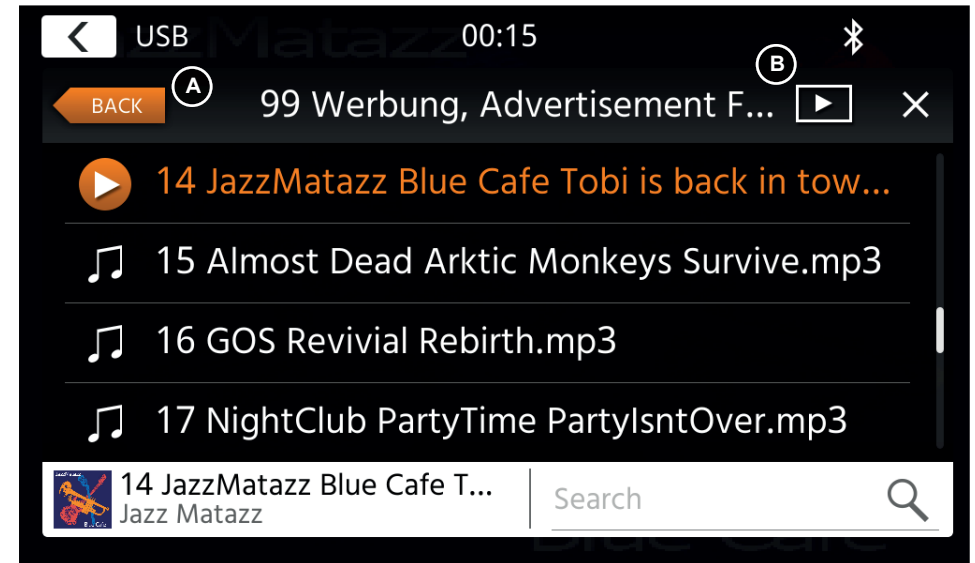 USB 00:15
BACK A 99 Werbung, Advertisement F... B
14 JazzMatazz Blue Cafe Tobi is back in tow...
15 Almost Dead Arktic Monkeys Survive.mp3
16 GOS Revivial Rebirth.mp3
17 NightClub PartyTime PartyIsntOver.mp3
14 JazzMatazz Blue Cafe T...
Jazz Matazz
Search